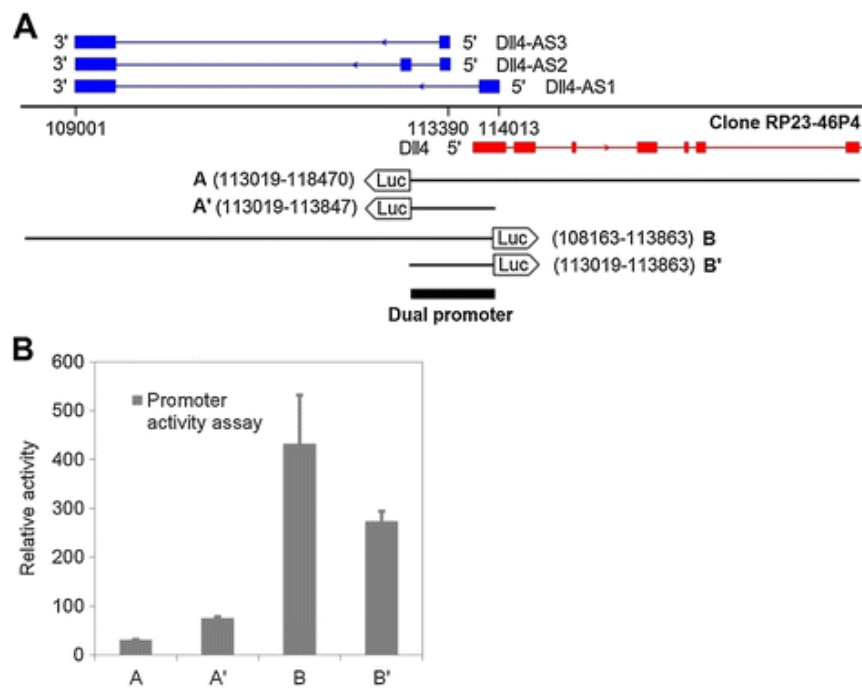 A
3' 5' Dll4-AS3
3' 5' Dll4-AS2
3' 5' Dll4-AS1
109001 113390 114013 Clone RP23-46P4
Dll4 5'
A (113019-118470) Luc
A' (113019-113847) Luc
Luc (108163-113863) B
Luc (113019-113863) B'
Dual promoter
B
600
500
400
300
200
100
0
Relative activity
Promoter
activity assay
A A' B B'